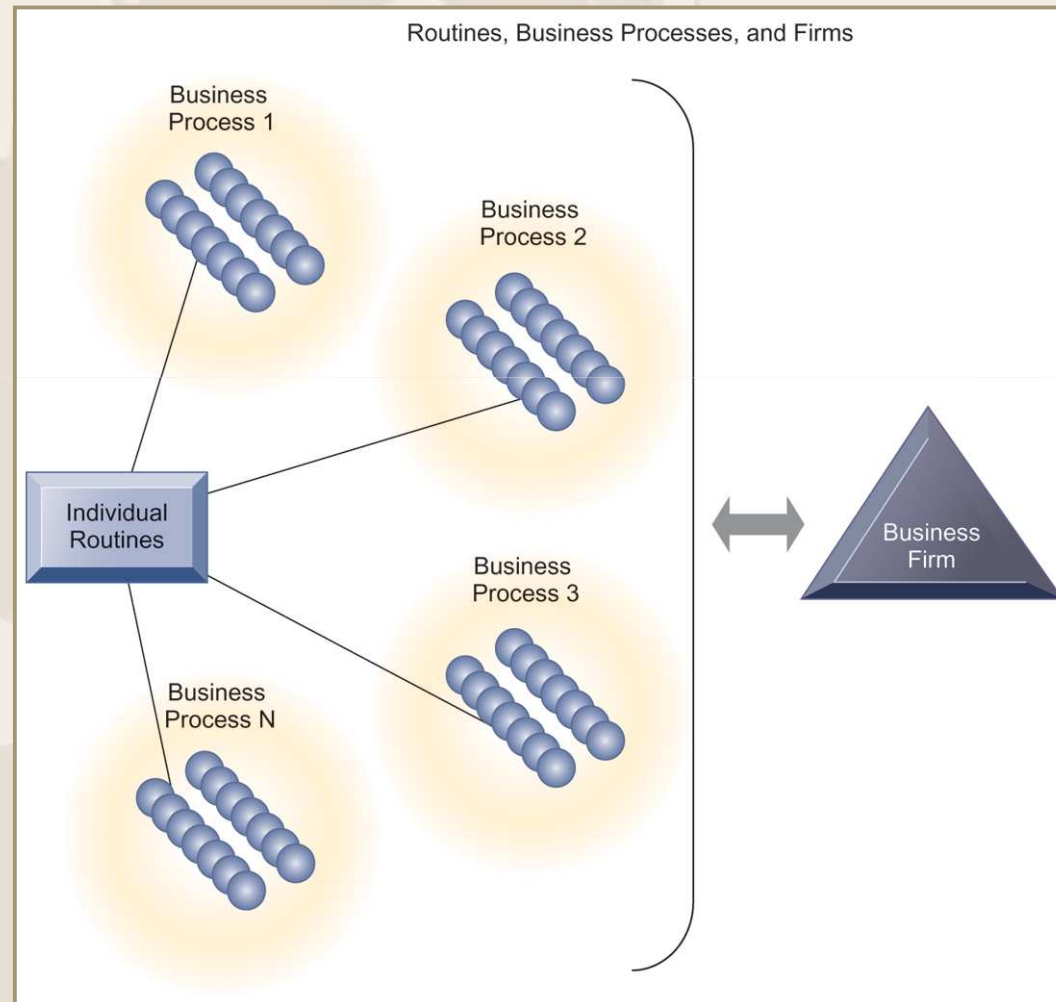 Routines, Business Processes, and Firms
Business
Process 1
Business
Process 2
Individual
Routines
Business
Firm
Business
Process 3
Business
Process N